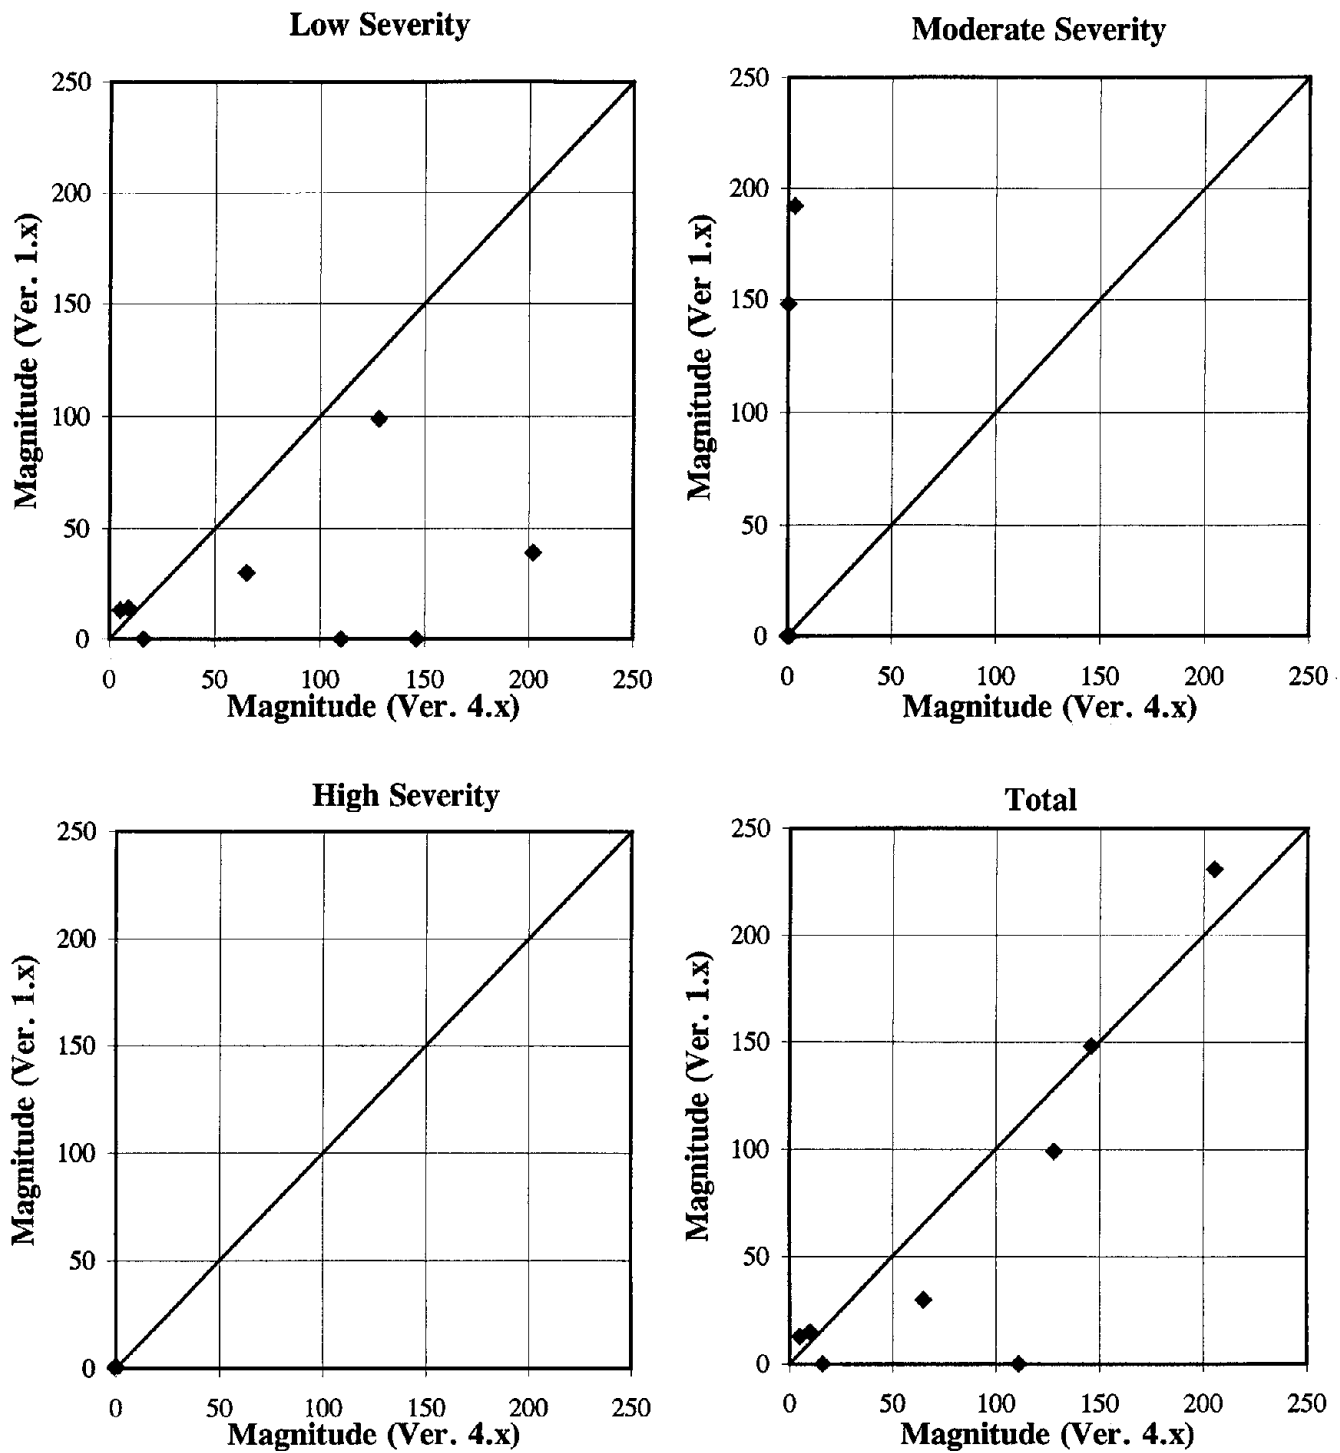 Low Severity
250
200
150
100
50
0
0 50 100 150 200 250
Magnitude (Ver. 4.x)
Magnitude (Ver. 1.x)
Moderate Severity
250
200
150
100
50
0
0 50 100 150 200 250
Magnitude (Ver. 4.x)
Magnitude (Ver 1.x)
High Severity
250
200
150
100
50
0
0 50 100 150 200 250
Magnitude (Ver. 4.x)
Magnitude (Ver. 1.x)
Total
250
200
150
100
50
0
0 50 100 150 200 250
Magnitude (Ver. 4.x)
Magnitude (Ver. 1.x)